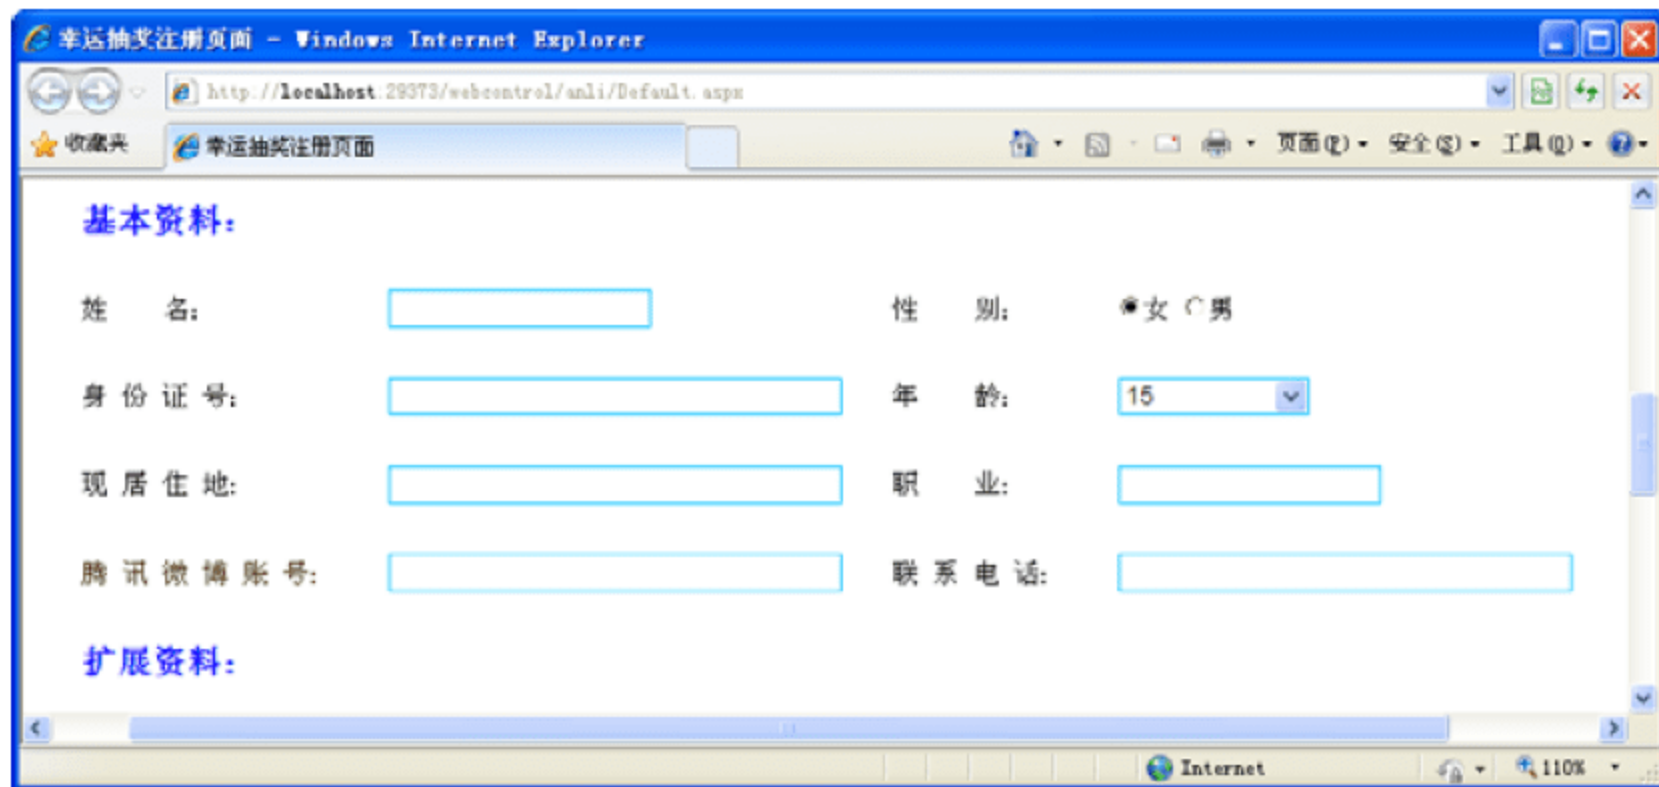 幸运抽奖注册页面 - Windows Internet Explorer
http://localhost:29373/webcontrol/anli/Default.aspx
收藏夹 幸运抽奖注册页面 页面(P) 安全(S) 工具(O)
基本资料:
姓 名: 性 别: 女 男
身 份 证 号: 年 龄: 15
现 居 住 地: 职 业:
腾 讯 微 博 账 号: 联 系 电 话:
扩展资料:
Internet 110%